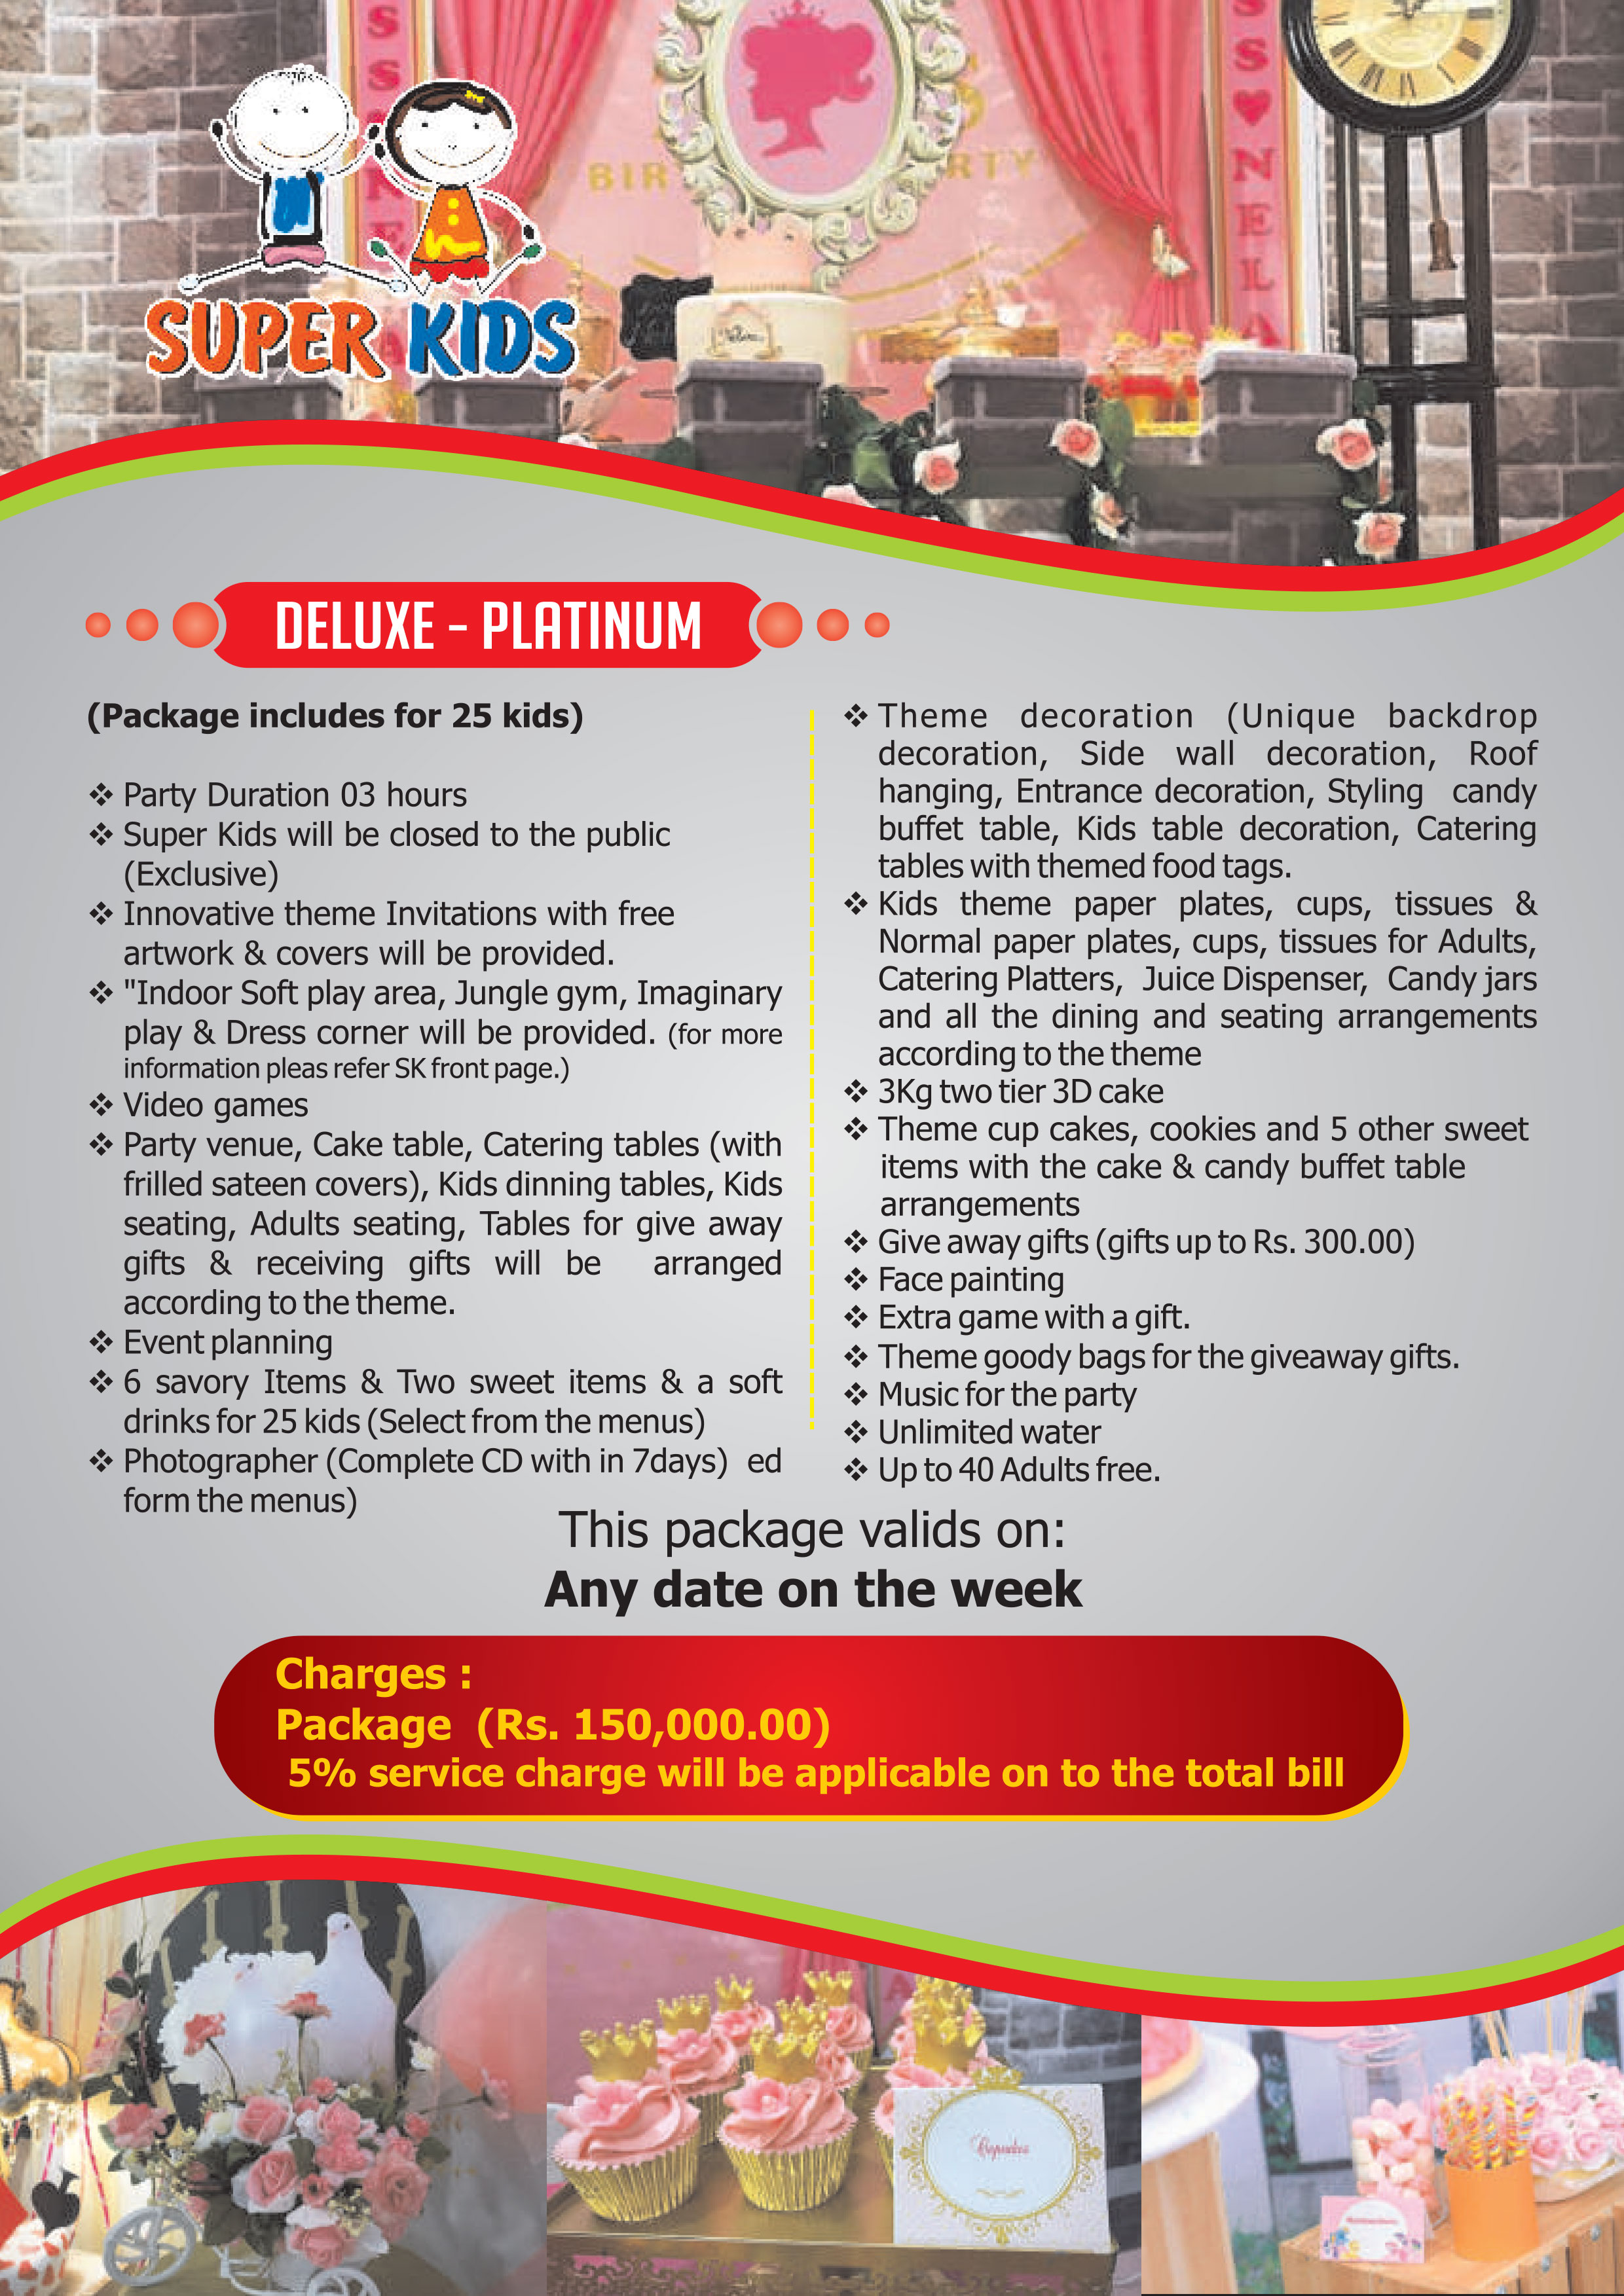 SUPER KIDS
DELUXE - PLATINUM
(Package includes for 25 kids)
❖ Party Duration 03 hours
❖ Super Kids will be closed to the public
(Exclusive)
❖ Innovative theme Invitations with free
artwork & covers will be provided.
❖ "Indoor Soft play area, Jungle gym, Imaginary
play & Dress corner will be provided. (for more
information pleas refer SK front page.)
❖ Video games
❖ Party venue, Cake table, Catering tables (with
frilled sateen covers), Kids dinning tables, Kids
seating, Adults seating, Tables for give away
gifts & receiving gifts will be arranged
according to the theme.
❖ Event planning
❖ 6 savory Items & Two sweet items & a soft
drinks for 25 kids (Select from the menus)
❖ Photographer (Complete CD with in 7days) ed
form the menus)
❖ Theme decoration (Unique backdrop
decoration, Side wall decoration, Roof
hanging, Entrance decoration, Styling candy
buffet table, Kids table decoration, Catering
tables with themed food tags.
❖ Kids theme paper plates, cups, tissues &
Normal paper plates, cups, tissues for Adults,
Catering Platters, Juice Dispenser, Candy jars
and all the dining and seating arrangements
according to the theme
❖ 3Kg two tier 3D cake
❖ Theme cup cakes, cookies and 5 other sweet
items with the cake & candy buffet table
arrangements
❖ Give away gifts (gifts up to Rs. 300.00)
❖ Face painting
❖ Extra game with a gift.
❖ Theme goody bags for the giveaway gifts.
❖ Music for the party
❖ Unlimited water
❖ Up to 40 Adults free.
This package valids on:
Any date on the week
Charges :
Package (Rs. 150,000.00)
5% service charge will be applicable on to the total bill
Cupcakes